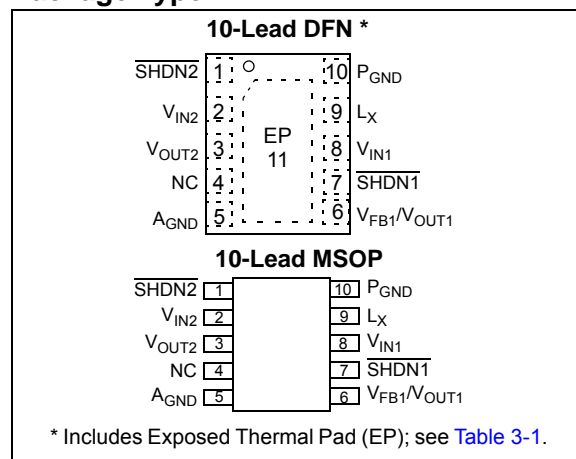 10-Lead DFN *
SHDN2 1 10 PGND
VIN2 2 9 LX
VOUT2 3 EP 11 8 VIN1
NC 4 7 SHDN1
AGND 5 6 VFB1/VOUT1
10-Lead MSOP
SHDN2 1 10 PGND
VIN2 2 9 LX
VOUT2 3 8 VIN1
NC 4 7 SHDN1
AGND 5 6 VFB1/VOUT1
* Includes Exposed Thermal Pad (EP); see Table 3-1.